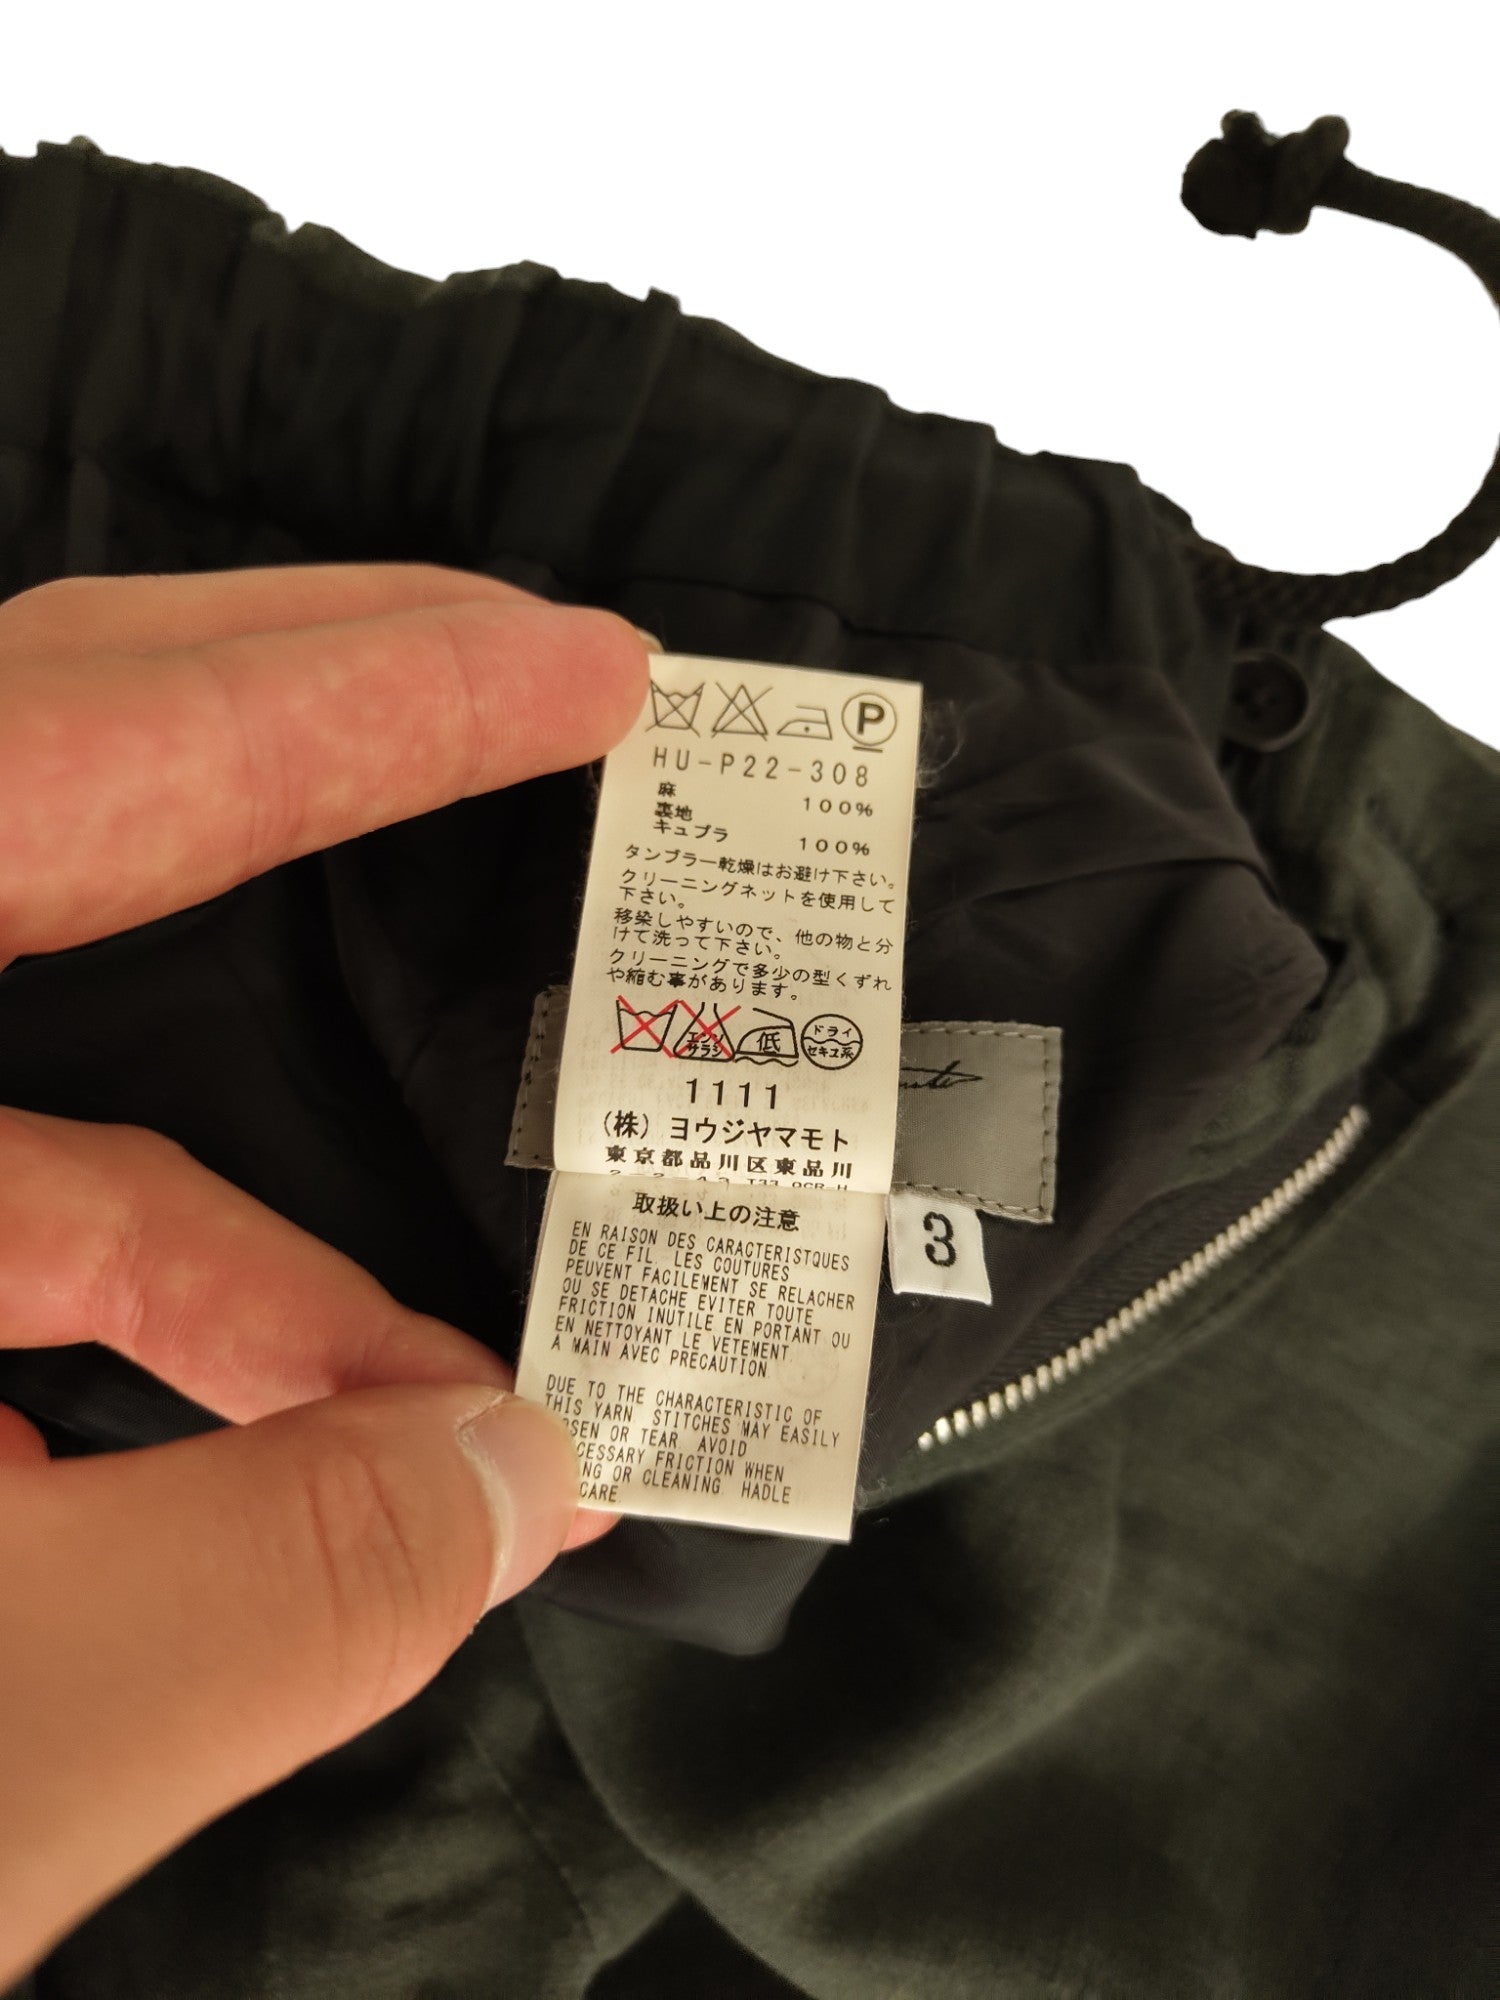 P
HU-P22-308
麻 100%
裏地
キュプラ 100%
タンブラー乾燥はお避け下さい。
クリーニングネットを使用して
下さい。
移染しやすいので、他の物と分
けて洗って下さい。
クリーニングで多少の型くずれ
や縮む事があります。
エンソ
サラシ
低
ドライ
セキユ系
1111
(株)ヨウジヤマモト
東京都品川区東品川
取扱い上の注意
EN RAISON DES CARACTERISTQUES
DE CE FIL. LES COUTURES
PEUVENT FACILEMENT SE RELACHER
OU SE DETACHE EVITER TOUTE
FRICTION INUTILE EN PORTANT OU
EN NETTOYANT LE VETEMENT.
A MAIN AVEC PRECAUTION.
DUE TO THE CHARACTERISTIC OF
THIS YARN. STITCHES MAY EASILY
OR TEAR. AVOID
FRICTION WHEN
OR CLEANING. HADLE
CARE.
3